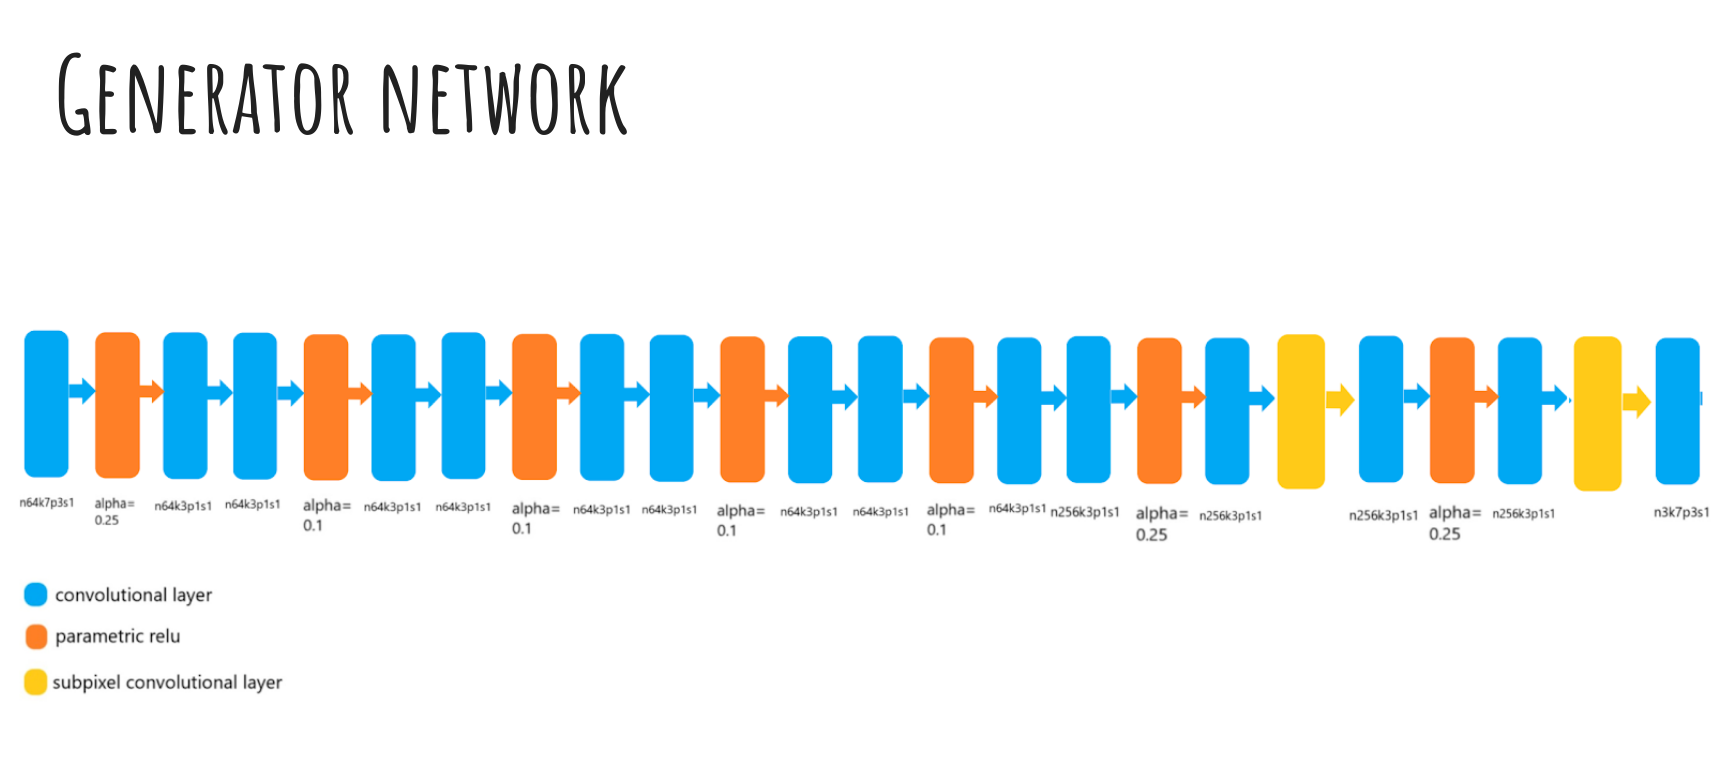 GENERATOR NETWORK
n64k7p3s1
alpha=
0.25
n64k3p1s1
n64k3p1s1
alpha=
0.1
n64k3p1s1
n64k3p1s1
alpha=
0.1
n64k3p1s1
n64k3p1s1
alpha=
0.1
n64k3p1s1
n64k3p1s1
alpha=
0.1
n64k3p1s1
n256k3p1s1
alpha=
0.25
n256k3p1s1
n256k3p1s1
alpha=
0.25
n256k3p1s1
n3k7p3s1
convolutional layer
parametric relu
subpixel convolutional layer